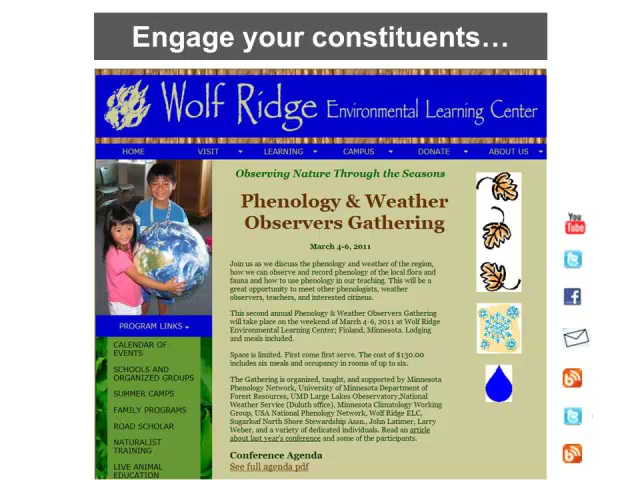 Engage your constituents…
Wolf Ridge Environmental Learning Center
HOME VISIT LEARNING CAMPUS DONATE ABOUT US
Observing Nature Through the Seasons
Phenology & Weather
Observers Gathering
March 4-6, 2011
Join us as we discuss the phenology and weather of the region,
how we can observe and record phenology of the local flora and
fauna and how to use phenology in our teaching. This will be a
great opportunity to meet other phenologists, weather
observers, teachers, and interested citizens.
This second annual Phenology & Weather Observers Gathering
will take place on the weekend of March 4-6, 2011 at Wolf Ridge
Environmental Learning Center; Finland, Minnesota. Lodging
and meals included.
Space is limited. First come first serve. The cost of $130.00
includes six meals and occupancy in rooms of up to six.
The Gathering is organized, taught, and supported by Minnesota
Phenology Network, University of Minnesota Department of
Forest Resources, UMD Large Lakes Obeservatory,National
Weather Service (Duluth office), Minnesota Climatology Working
Group, USA National Phenology Network, Wolf Ridge ELC,
Sugarloaf North Shore Stewardship Assn., John Latimer, Larry
Weber, and a variety of dedicated individuals. Read an article
about last year's conference and some of the participants.
Conference Agenda
See full agenda pdf
PROGRAM LINKS
CALENDAR OF
EVENTS
SCHOOLS AND
ORGANIZED GROUPS
SUMMER CAMPS
FAMILY PROGRAMS
ROAD SCHOLAR
NATURALIST
TRAINING
LIVE ANIMAL
EDUCATION
You
Tube